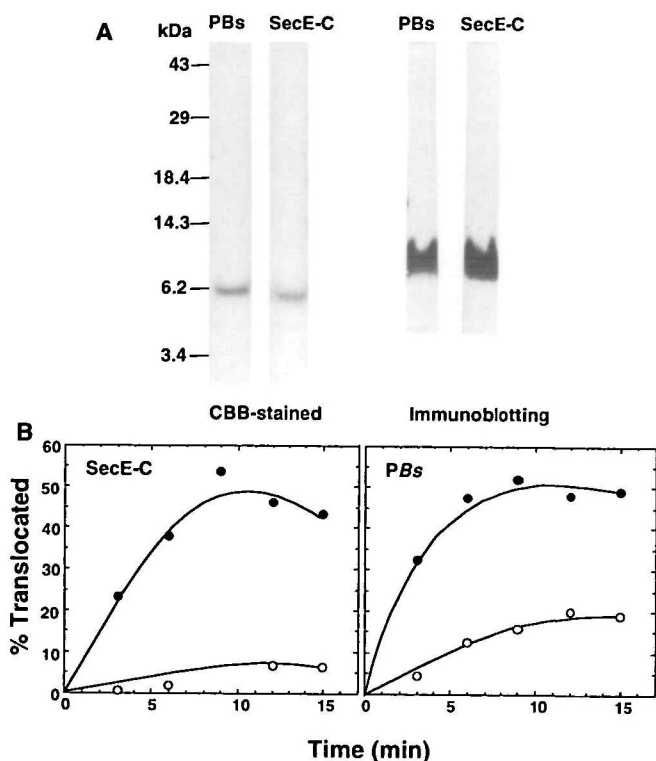 A
kDa
PBs
SecE-C
PBs
SecE-C
43
29
18.4
14.3
6.2
3.4
CBB-stained
Immunoblotting
B
SecE-C
PBs
% Translocated
60
50
40
30
20
10
0
0
5
10
15
0
5
10
15
Time (min)